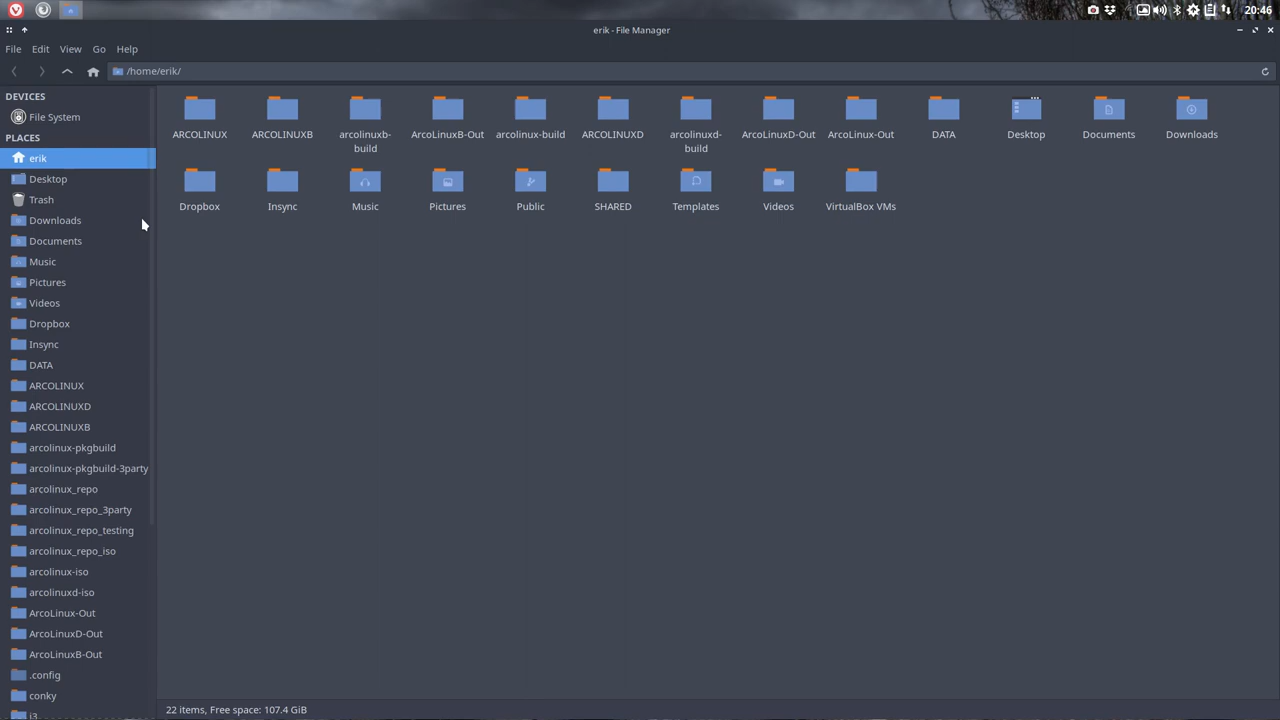 20:46
erik - File Manager
File Edit View Go Help
/home/erik/
DEVICES
File System
PLACES
erik
Desktop
Trash
Downloads
Documents
Music
Pictures
Videos
Dropbox
Insync
DATA
ARCOLINUX
ARCOLINUXD
ARCOLINUXB
arcolinux-pkgbuild
arcolinux-pkgbuild-3party
arcolinux_repo
arcolinux_repo_3party
arcolinux_repo_testing
arcolinux_repo_iso
arcolinux-iso
arcolinuxd-iso
ArcoLinux-Out
ArcoLinuxD-Out
ArcoLinuxB-Out
.config
conky
i3
ARCOLINUX ARCOLINUXB arcolinuxb- ArcoLinuxB-Out arcolinux-build ARCOLINUXD arcolinuxd- ArcoLinuxD-Out ArcoLinux-Out DATA Desktop Documents Downloads
build build
Dropbox Insync Music Pictures Public SHARED Templates Videos VirtualBox VMs
22 items, Free space: 107.4 GiB